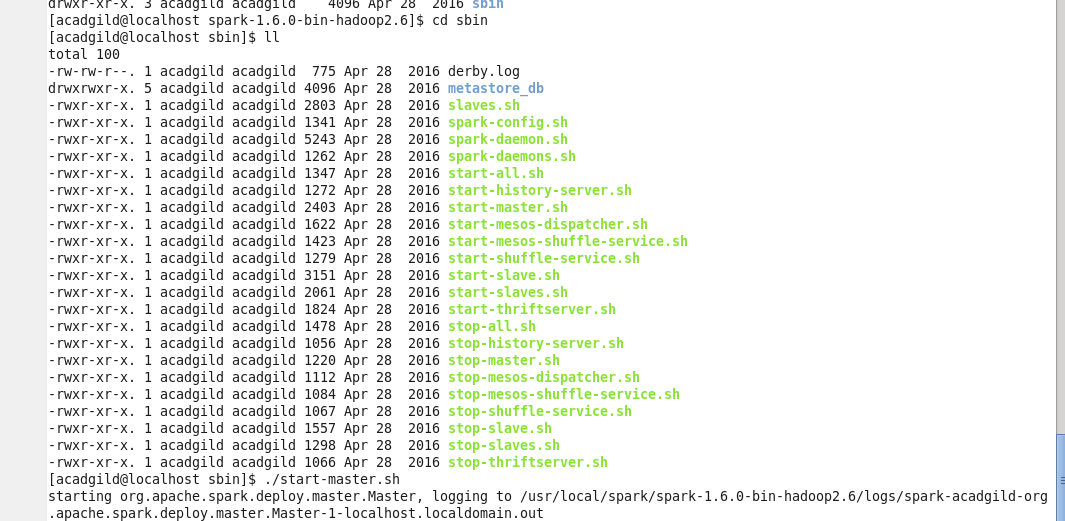 drwxr-xr-x. 3 acadgild acadgild    4096 Apr 28  2016 sbin
[acadgild@localhost spark-1.6.0-bin-hadoop2.6]$ cd sbin
[acadgild@localhost sbin]$ ll
total 100
-rw-rw-r--. 1 acadgild acadgild  775 Apr 28  2016 derby.log
drwxrwxr-x. 5 acadgild acadgild 4096 Apr 28  2016 metastore_db
-rwxr-xr-x. 1 acadgild acadgild 2803 Apr 28  2016 slaves.sh
-rwxr-xr-x. 1 acadgild acadgild 1341 Apr 28  2016 spark-config.sh
-rwxr-xr-x. 1 acadgild acadgild 5243 Apr 28  2016 spark-daemon.sh
-rwxr-xr-x. 1 acadgild acadgild 1262 Apr 28  2016 spark-daemons.sh
-rwxr-xr-x. 1 acadgild acadgild 1347 Apr 28  2016 start-all.sh
-rwxr-xr-x. 1 acadgild acadgild 1272 Apr 28  2016 start-history-server.sh
-rwxr-xr-x. 1 acadgild acadgild 2403 Apr 28  2016 start-master.sh
-rwxr-xr-x. 1 acadgild acadgild 1622 Apr 28  2016 start-mesos-dispatcher.sh
-rwxr-xr-x. 1 acadgild acadgild 1423 Apr 28  2016 start-mesos-shuffle-service.sh
-rwxr-xr-x. 1 acadgild acadgild 1279 Apr 28  2016 start-shuffle-service.sh
-rwxr-xr-x. 1 acadgild acadgild 3151 Apr 28  2016 start-slave.sh
-rwxr-xr-x. 1 acadgild acadgild 2061 Apr 28  2016 start-slaves.sh
-rwxr-xr-x. 1 acadgild acadgild 1824 Apr 28  2016 start-thriftserver.sh
-rwxr-xr-x. 1 acadgild acadgild 1478 Apr 28  2016 stop-all.sh
-rwxr-xr-x. 1 acadgild acadgild 1056 Apr 28  2016 stop-history-server.sh
-rwxr-xr-x. 1 acadgild acadgild 1220 Apr 28  2016 stop-master.sh
-rwxr-xr-x. 1 acadgild acadgild 1112 Apr 28  2016 stop-mesos-dispatcher.sh
-rwxr-xr-x. 1 acadgild acadgild 1084 Apr 28  2016 stop-mesos-shuffle-service.sh
-rwxr-xr-x. 1 acadgild acadgild 1067 Apr 28  2016 stop-shuffle-service.sh
-rwxr-xr-x. 1 acadgild acadgild 1557 Apr 28  2016 stop-slave.sh
-rwxr-xr-x. 1 acadgild acadgild 1298 Apr 28  2016 stop-slaves.sh
-rwxr-xr-x. 1 acadgild acadgild 1066 Apr 28  2016 stop-thriftserver.sh
[acadgild@localhost sbin]$ ./start-master.sh
starting org.apache.spark.deploy.master.Master, logging to /usr/local/spark/spark-1.6.0-bin-hadoop2.6/logs/spark-acadgild-org
.apache.spark.deploy.master.Master-1-localhost.localdomain.out